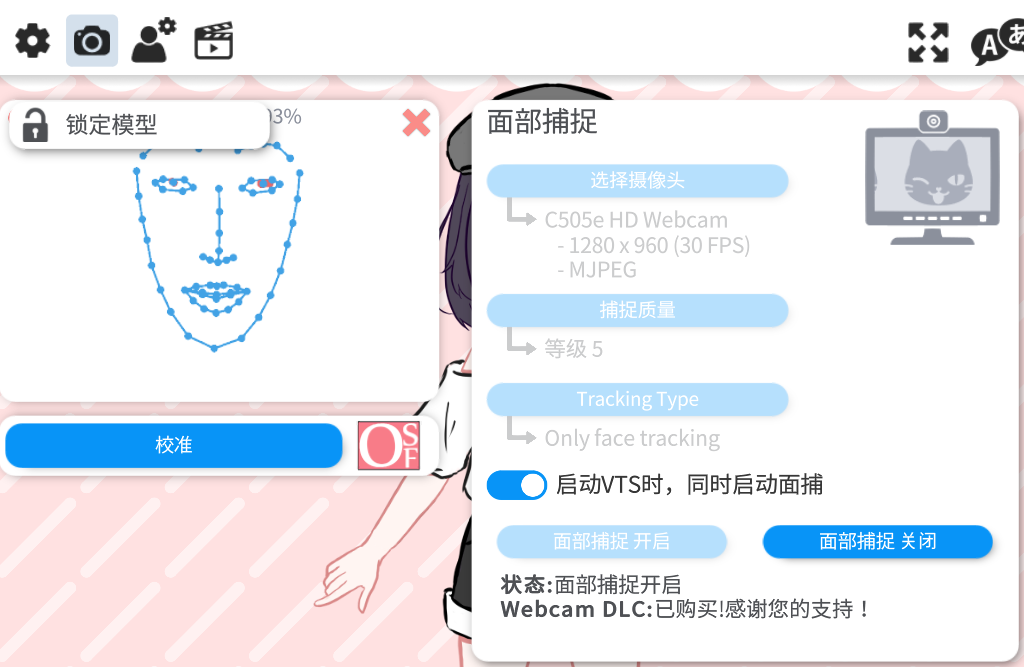 锁定模型
93%
面部捕捉
选择摄像头
C505e HD Webcam
- 1280 x 960 (30 FPS)
- MJPEG
捕捉质量
等级 5
Tracking Type
Only face tracking
校准
OSF
启动VTS时，同时启动面捕
面部捕捉 开启
面部捕捉 关闭
状态:面部捕捉开启
Webcam DLC:已购买!感谢您的支持！
Aあ